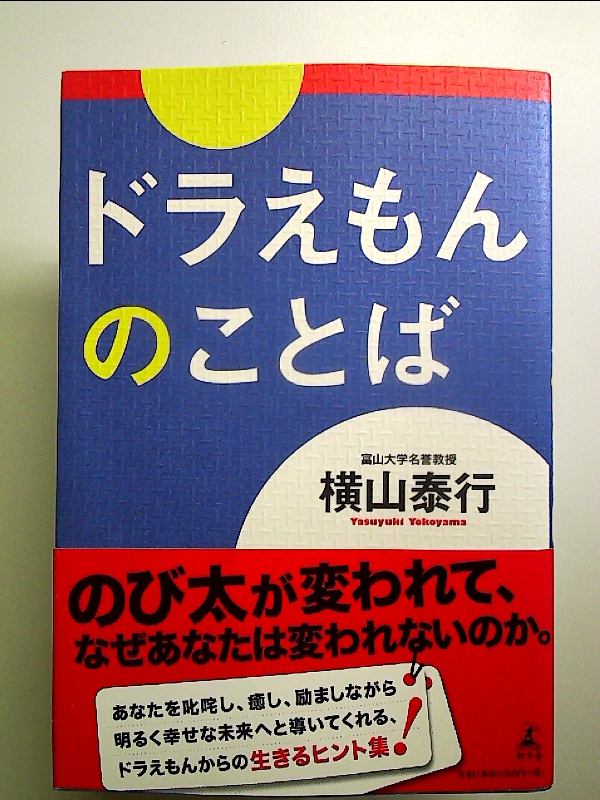 ドラえもん
のことば
富山大学名誉教授
横山泰行
Yasuyuki Yokoyama
のび太が変われて、
なぜあなたは変われないのか。
あなたを叱咤し、癒し、励ましながら
明るく幸せな未来へと導いてくれる、
ドラえもんからの生きるヒント集!
幻冬舎